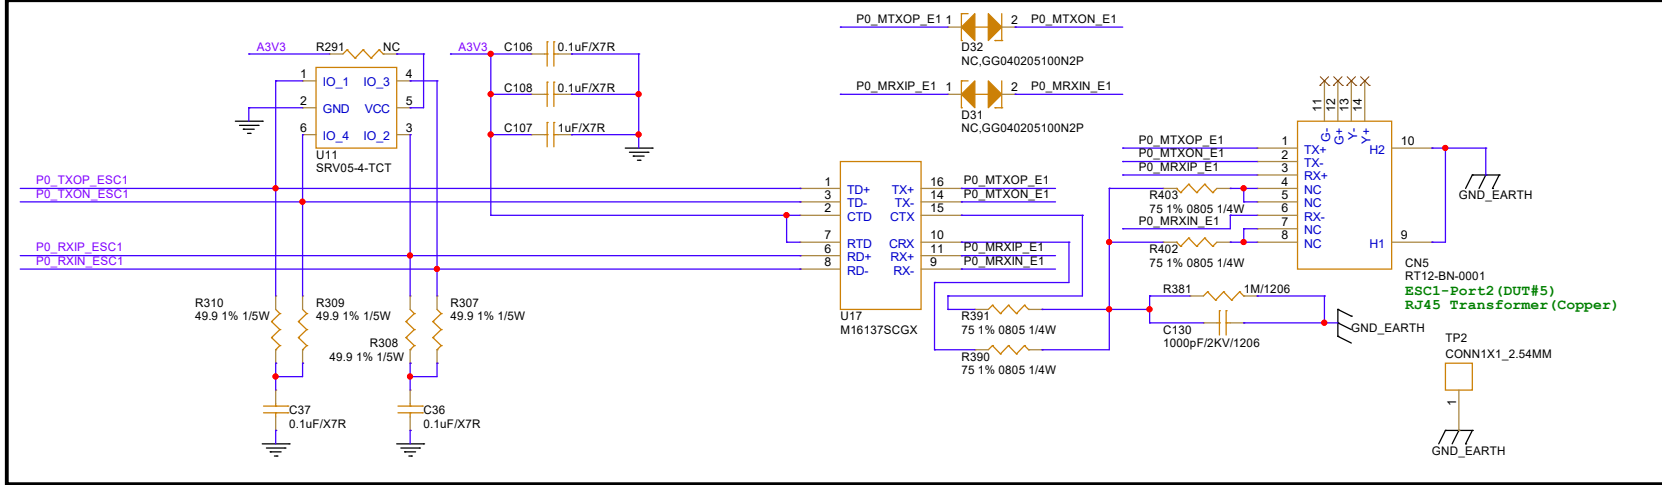 P0_MTXOP_E1 1 2 P0_MTXON_E1
D32
NC,GG040205100N2P
P0_MRXIP_E1 1 2 P0_MRXIN_E1
D31
NC,GG040205100N2P
A3V3 R291 NC
1 IO_1 IO_3 4
2 GND VCC 5
6 IO_4 IO_2 3
U11
SRV05-4-TCT
A3V3 C106 0.1uF/X7R
C108 0.1uF/X7R
C107 1uF/X7R
P0_TXOP_ESC1
P0_TXON_ESC1
P0_RXIP_ESC1
P0_RXIN_ESC1
R310
49.9 1% 1/5W
R309
49.9 1% 1/5W
R308
49.9 1% 1/5W
R307
49.9 1% 1/5W
C37
0.1uF/X7R
C36
0.1uF/X7R
1 TD+ TX+ 16 P0_MTXOP_E1
3 TD- TX- 14 P0_MTXON_E1
2 CTD CTX 15
7 RTD CRX 10
6 RD+ RX+ 11 P0_MRXIP_E1
8 RD- RX- 9 P0_MRXIN_E1
U17
M16137SCGX
R391
75 1% 0805 1/4W
R390
75 1% 0805 1/4W
11 12 13 14
G- G+ Y- Y+
P0_MTXOP_E1 1 TX+ H2 10
P0_MTXON_E1 2 TX-
P0_MRXIP_E1 3 RX+
4 NC
R403 5 NC
75 1% 0805 1/4W 6 RX-
P0_MRXIN_E1 7 NC
8 NC H1 9
R402
75 1% 0805 1/4W
GND_EARTH
CN5
RT12-BN-0001
ESC1-Port2(DUT#5)
RJ45 Transformer(Copper)
R381 1M/1206
C130
1000pF/2KV/1206
GND_EARTH
TP2
CONN1X1_2.54MM
1
GND_EARTH